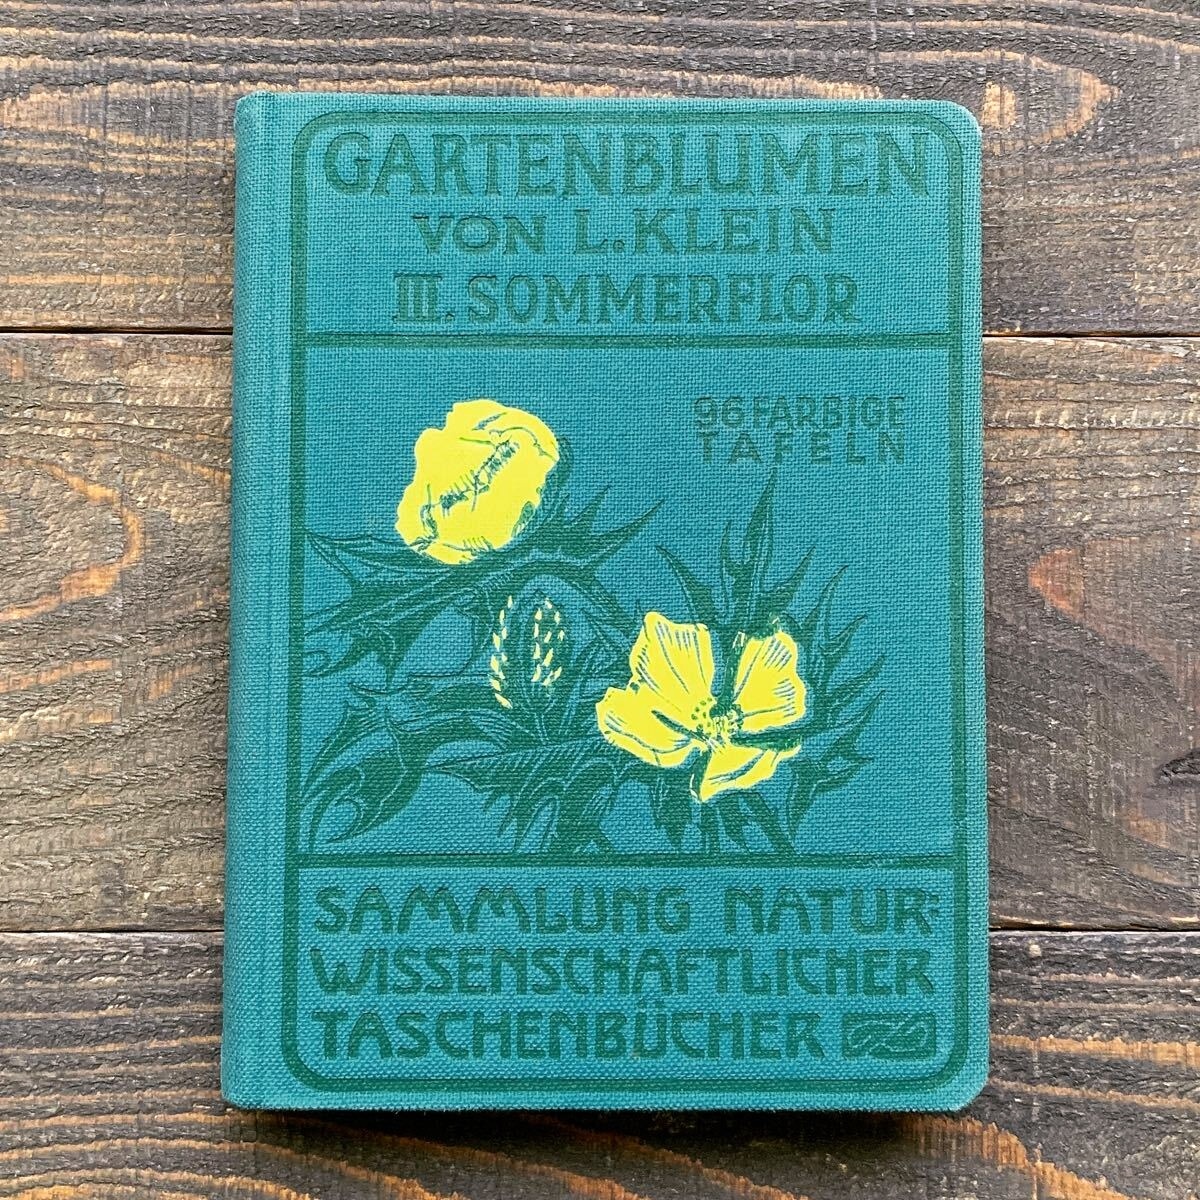 GARTENBLUMEN
VON L. KLEIN
III. SOMMERFLOR
96 FARBIGE
TAFELN
SAMMLUNG NATUR-
WISSENSCHAFTLICHER
TASCHENBÜCHER